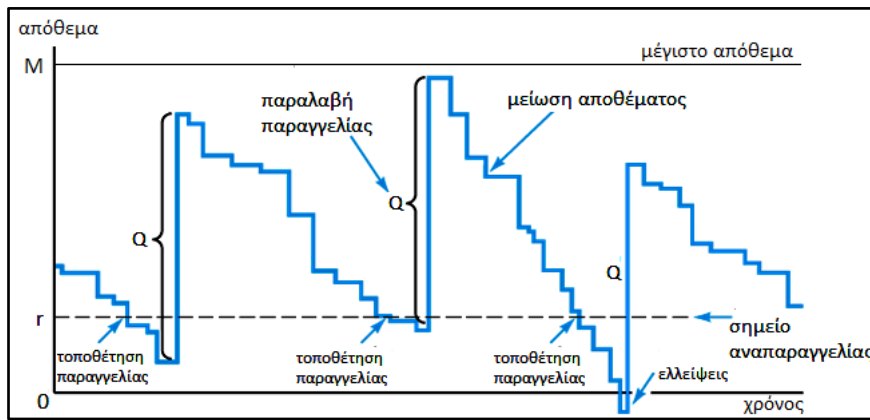 απόθεμα
M
μέγιστο απόθεμα
παραλαβή
παραγγελίας
μείωση αποθέματος
Q
Q
Q
r
σημείο
αναπαραγγελίας
τοποθέτηση
παραγγελίας
τοποθέτηση
παραγγελίας
τοποθέτηση
παραγγελίας
ελλείψεις
0
χρόνος